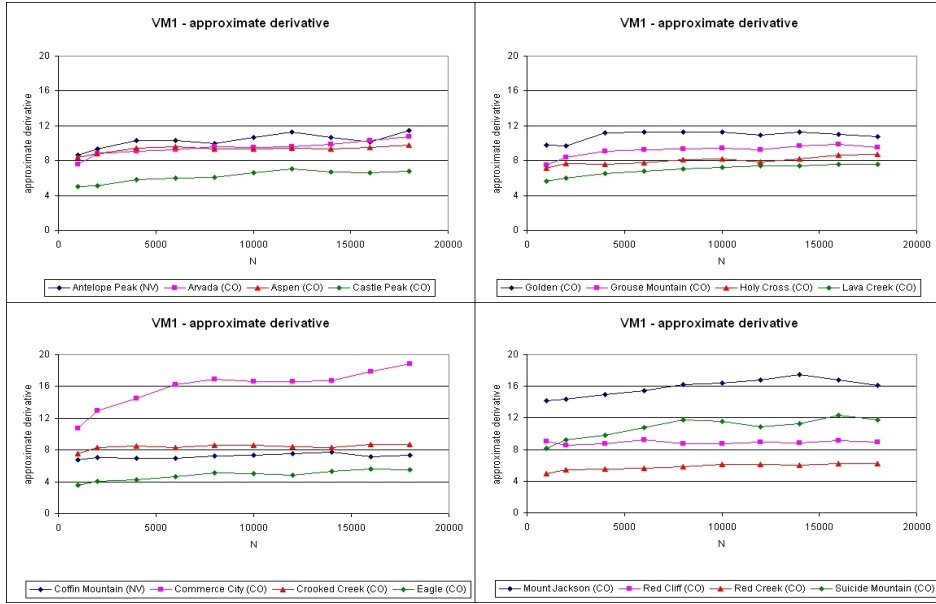 VM1 - approximate derivative
20
16
12
8
4
0
approximate derivative
0 5000 10000 15000 20000
N
Antelope Peak (NV) Arvada (CO) Aspen (CO) Castle Peak (CO)
VM1 - approximate derivative
20
16
12
8
4
0
approximate derivative
0 5000 10000 15000 20000
N
Golden (CO) Grouse Mountain (CO) Holy Cross (CO) Lava Creek (CO)
VM1 - approximate derivative
20
16
12
8
4
0
approximate derivative
0 5000 10000 15000 20000
N
Coffin Mountain (NV) Commerce City (CO) Crooked Creek (CO) Eagle (CO)
VM1 - approximate derivative
20
16
12
8
4
0
approximate derivative
0 5000 10000 15000 20000
N
Mount Jackson (CO) Red Cliff (CO) Red Creek (CO) Suicide Mountain (CO)